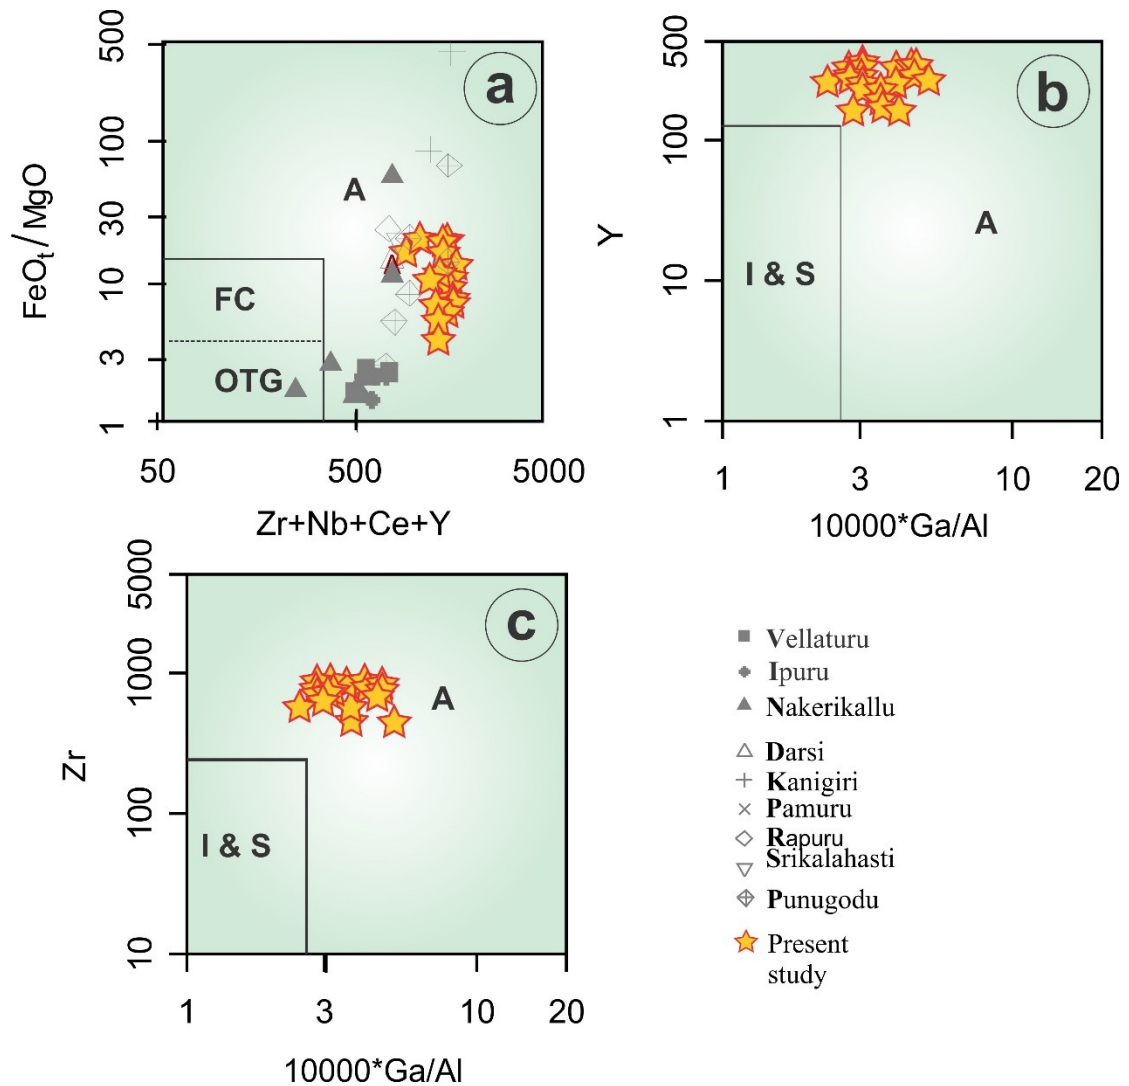 a
500
100
30
10
3
1
FeOt/MgO
A
FC
OTG
50
500
5000
Zr+Nb+Ce+Y
b
500
100
10
1
Y
I & S
A
1
3
10
20
10000*Ga/Al
c
5000
1000
100
10
Zr
A
I & S
1
3
10
20
10000*Ga/Al
Vellaturu
Ipuru
Nakerikallu
Darsi
Kanigiri
Pamuru
Rapuru
Srikalahasti
Punugodu
Present
study